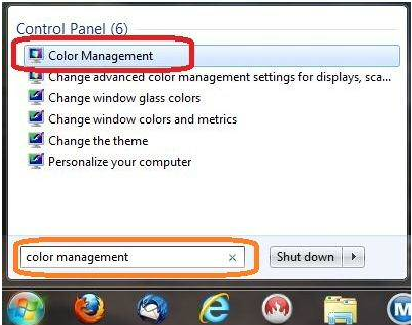 Control Panel (6)
Color Management
Change advanced color management settings for displays, sca...
Change window glass colors
Change window colors and metrics
Change the theme
Personalize your computer
color management
Shut down